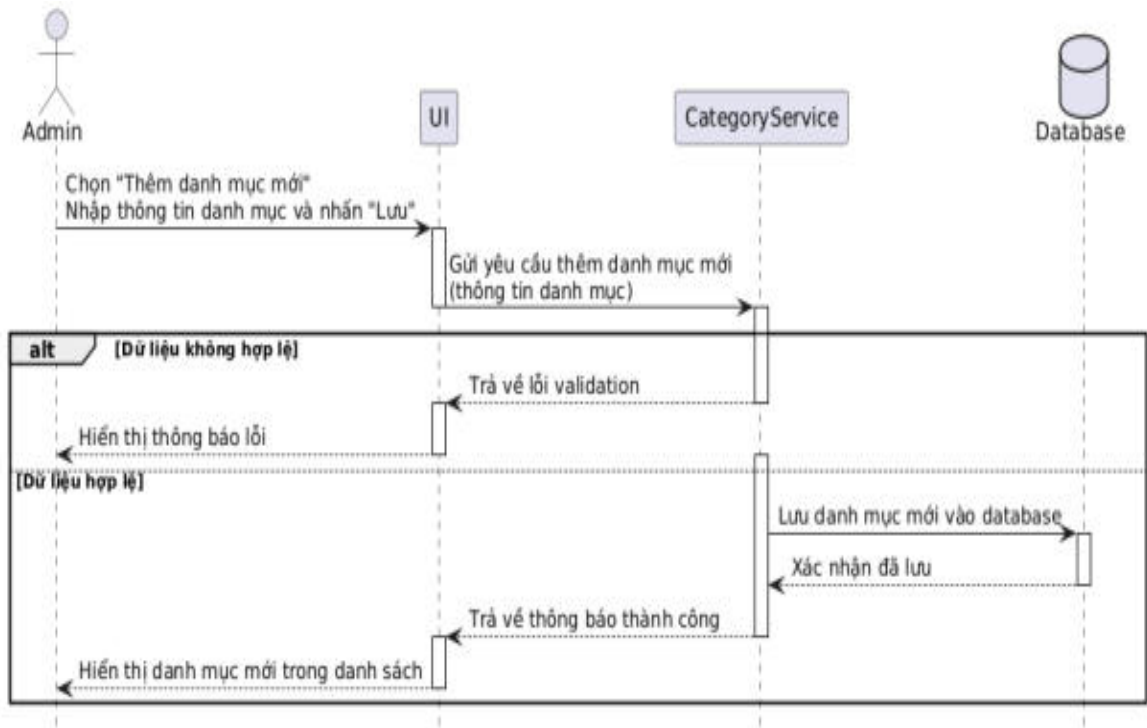 Admin
UI
CategoryService
Database
Chọn "Thêm danh mục mới"
Nhập thông tin danh mục và nhấn "Lưu"
Gửi yêu cầu thêm danh mục mới
(thông tin danh mục)
alt [Dữ liệu không hợp lệ]
Trả về lỗi validation
Hiển thị thông báo lỗi
[Dữ liệu hợp lệ]
Lưu danh mục mới vào database
Xác nhận đã lưu
Trả về thông báo thành công
Hiển thị danh mục mới trong danh sách